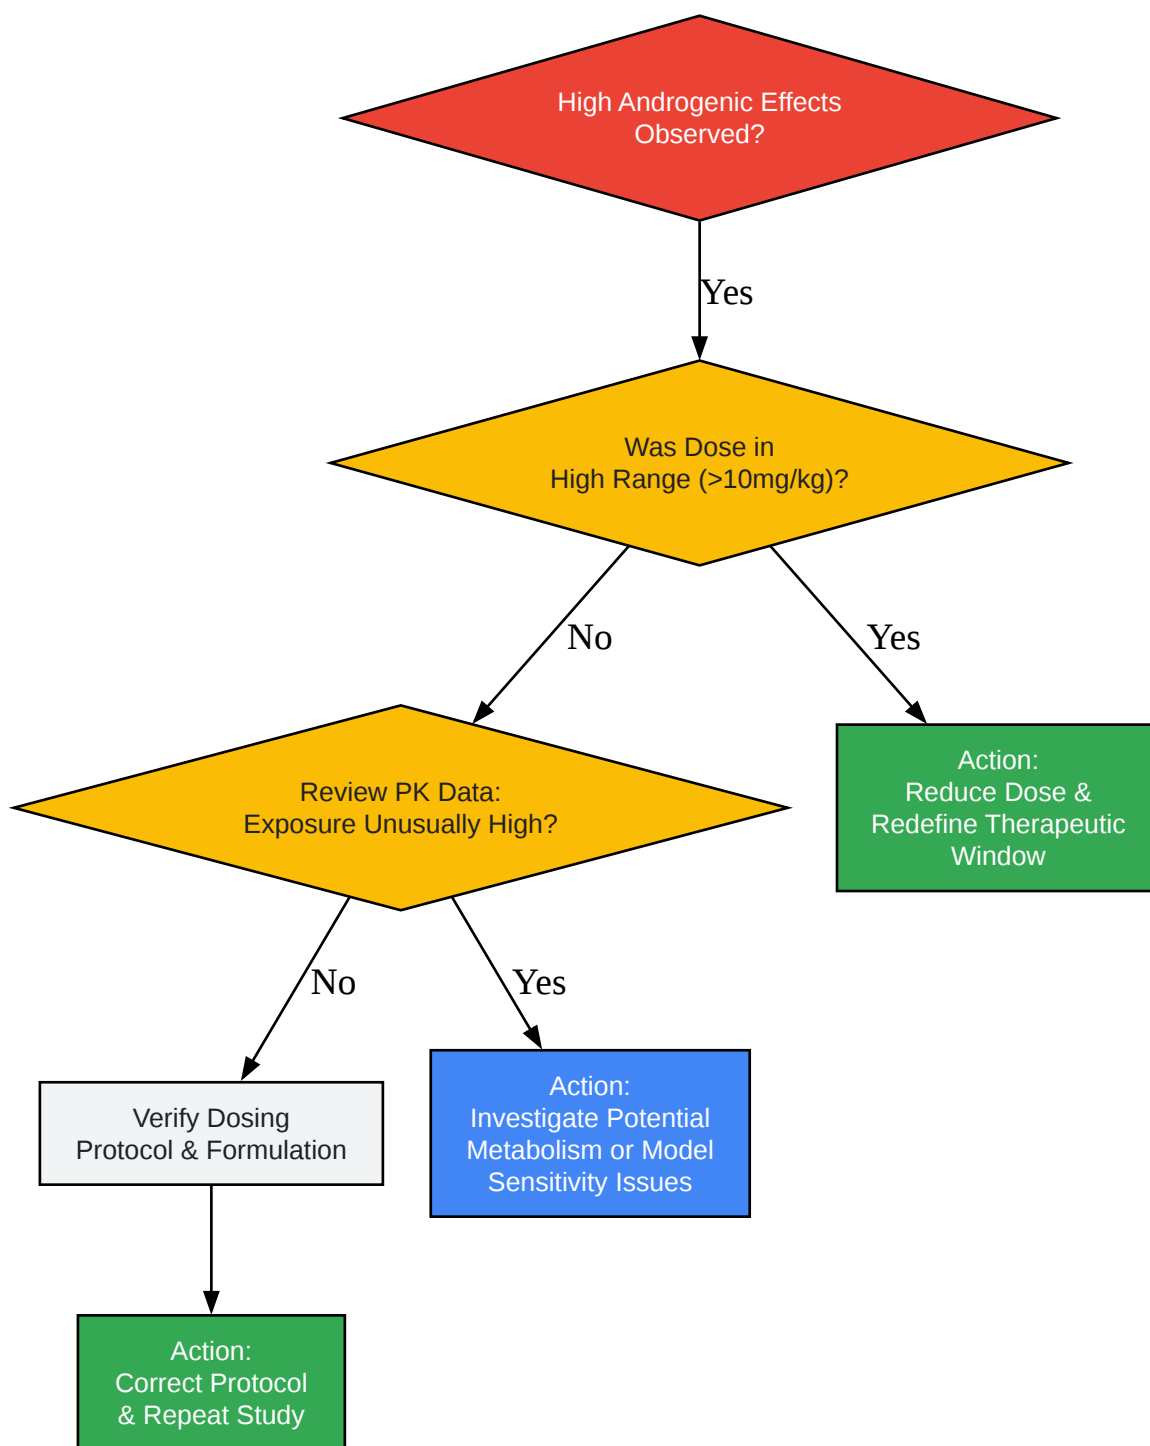 High Androgenic Effects
Observed?
Yes
Was Dose in
High Range (>10mg/kg)?
No
Yes
Review PK Data:
Exposure Unusually High?
Action:
Reduce Dose &
Redefine Therapeutic
Window
No
Yes
Verify Dosing
Protocol & Formulation
Action:
Investigate Potential
Metabolism or Model
Sensitivity Issues
Action:
Correct Protocol
& Repeat Study